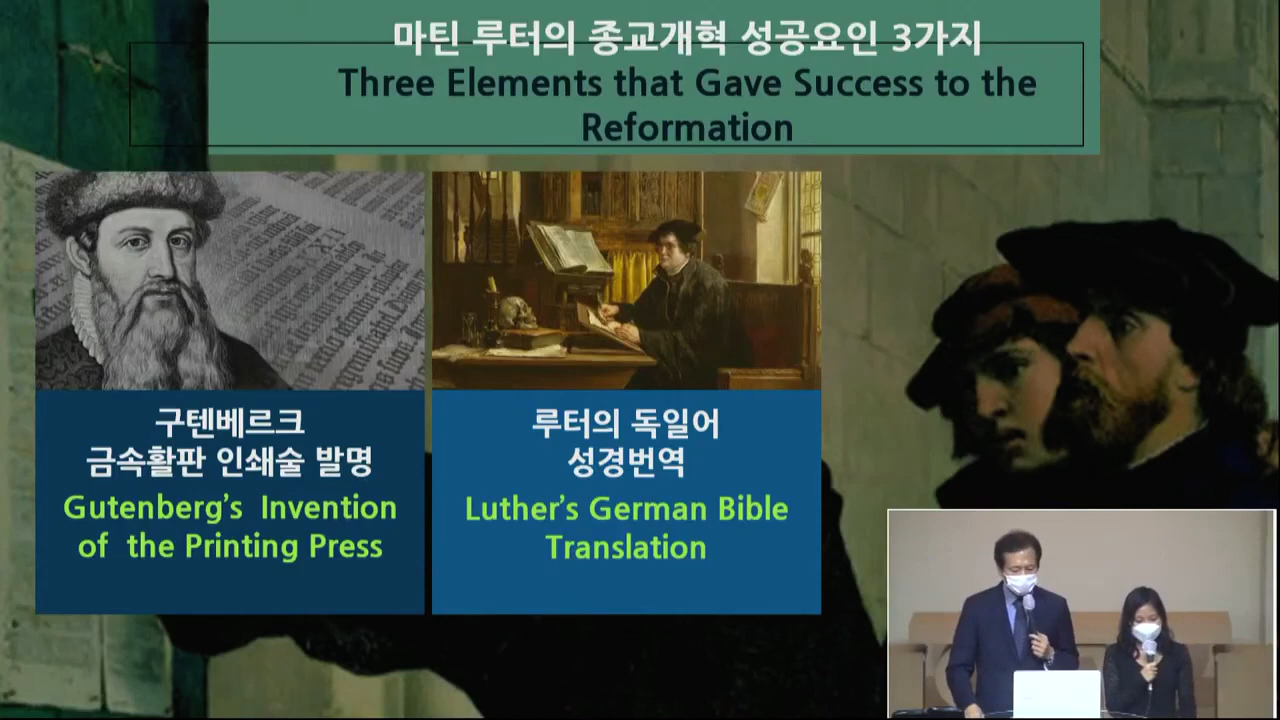 마틴 루터의 종교개혁 성공요인 3가지
Three Elements that Gave Success to the
Reformation
구텐베르크
금속활판 인쇄술 발명
Gutenberg’s Invention
of the Printing Press
루터의 독일어
성경번역
Luther’s German Bible
Translation